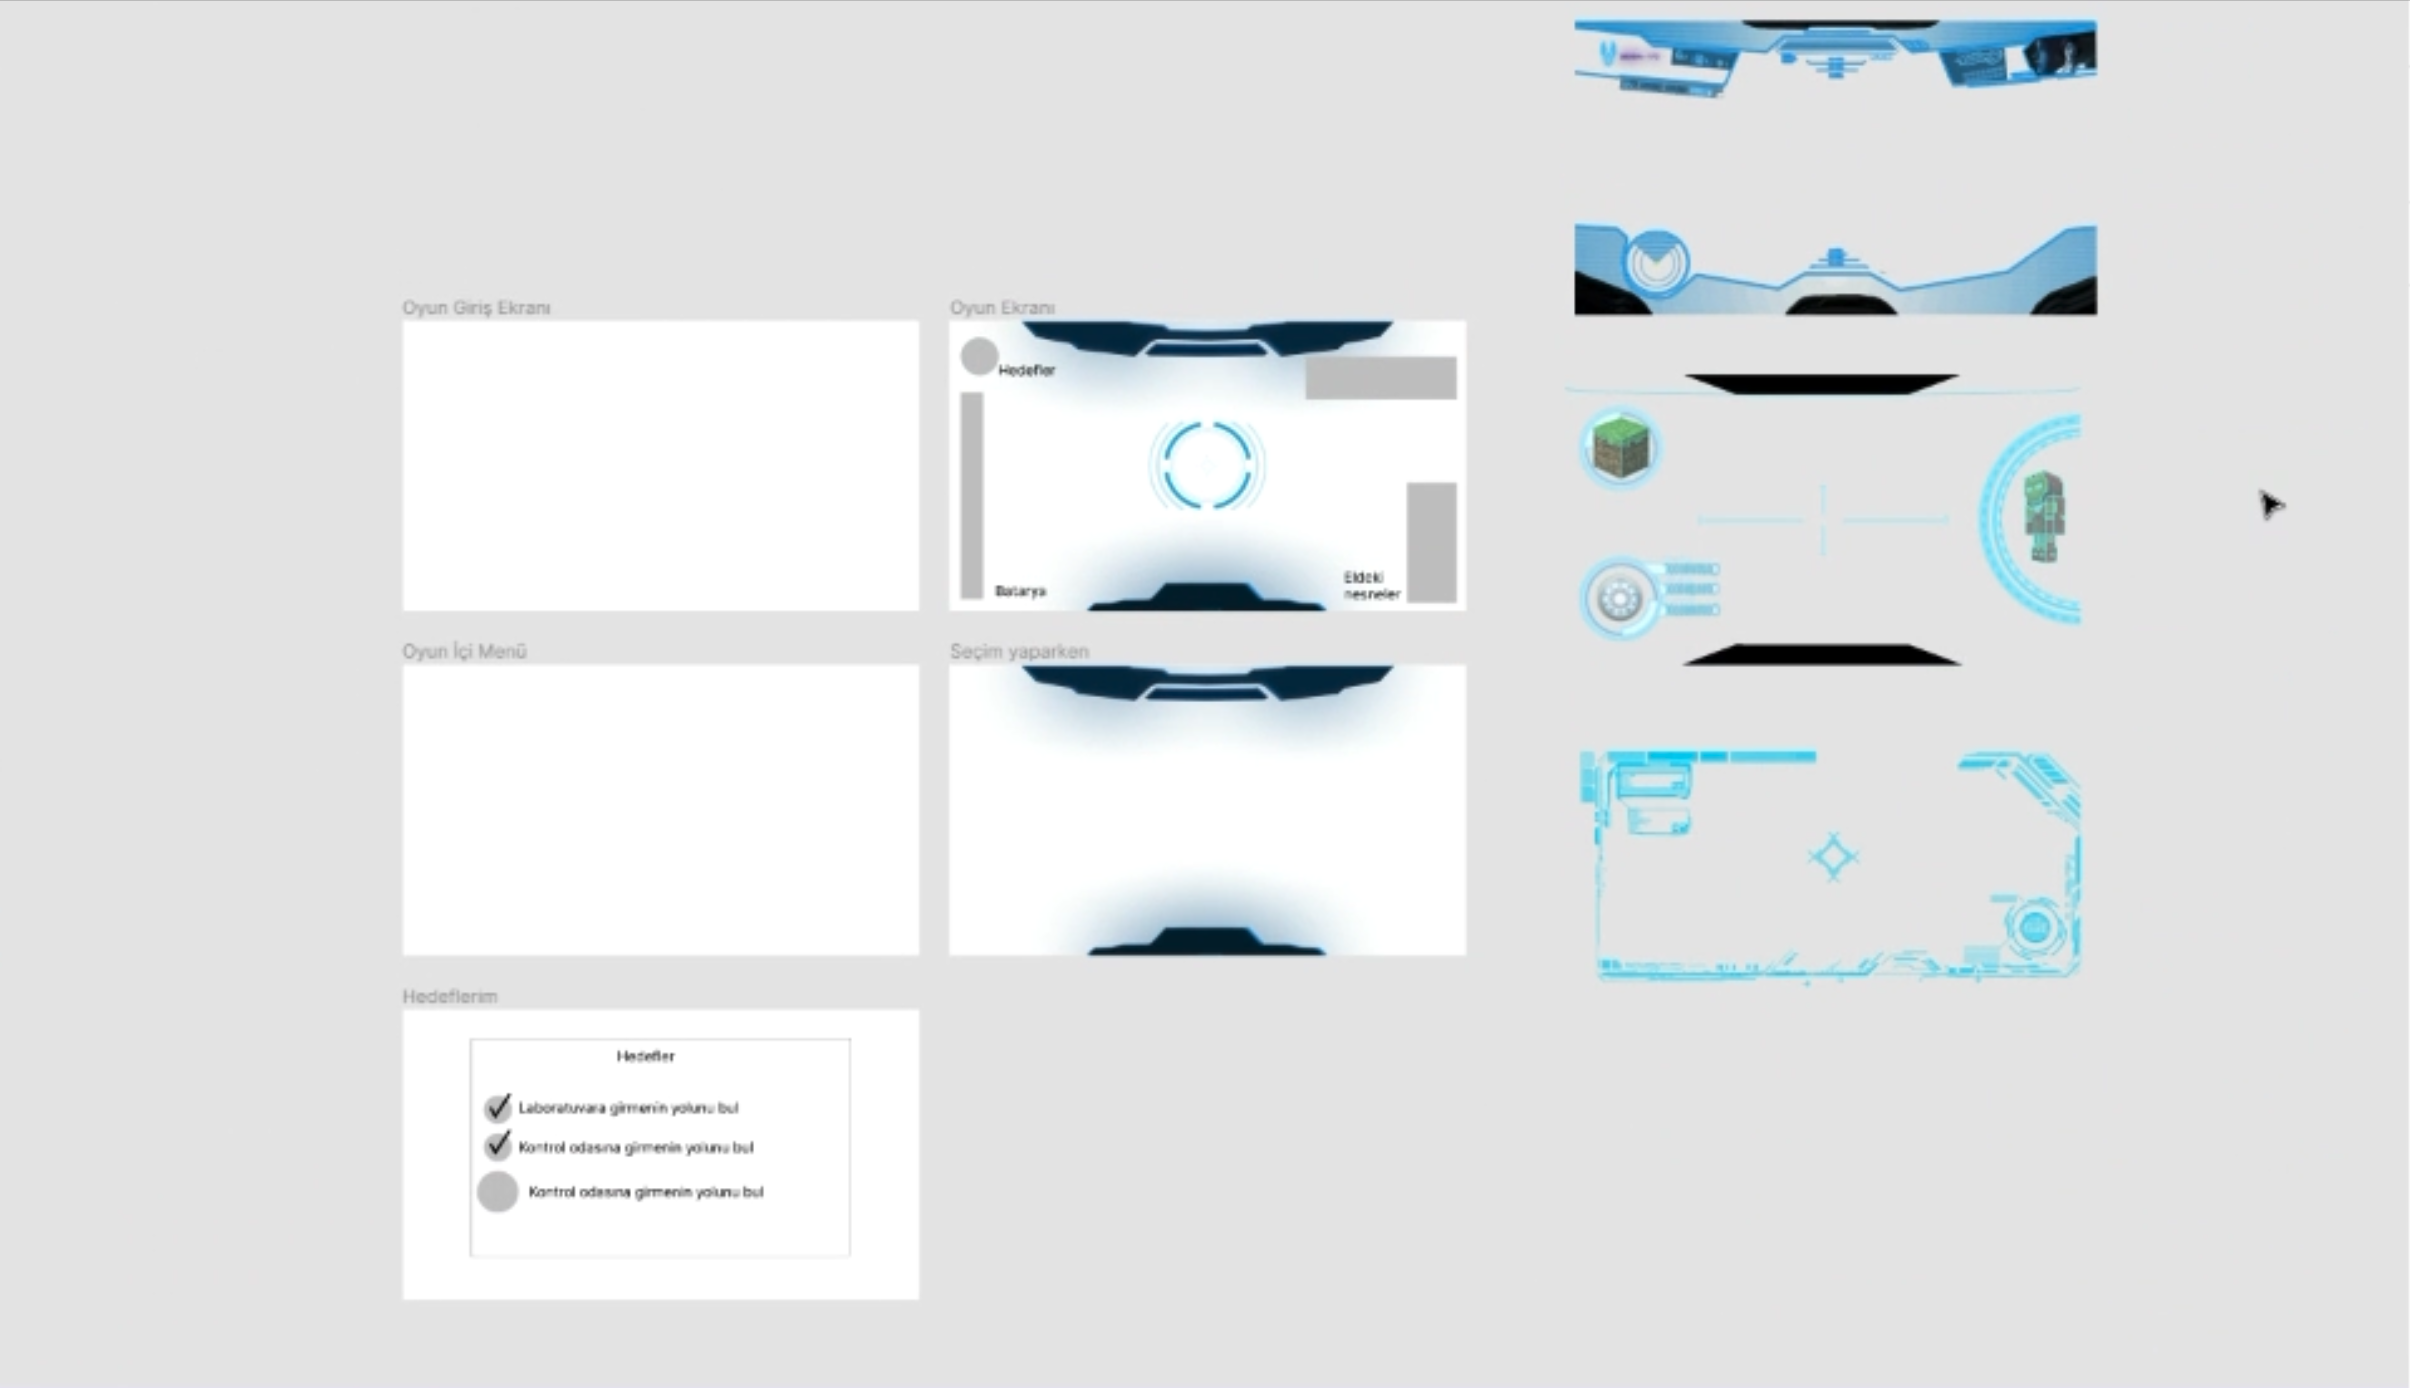 Oyun Giriş Ekranı
Oyun Ekranı
Hedefler
Batarya
Eldeki
nesneler
Oyun İçi Menü
Seçim yaparken
Hedeflerim
Hedefler
Laboratuvara girmenin yolunu bul
Kontrol odasına girmenin yolunu bul
Kontrol odasına girmenin yolunu bul